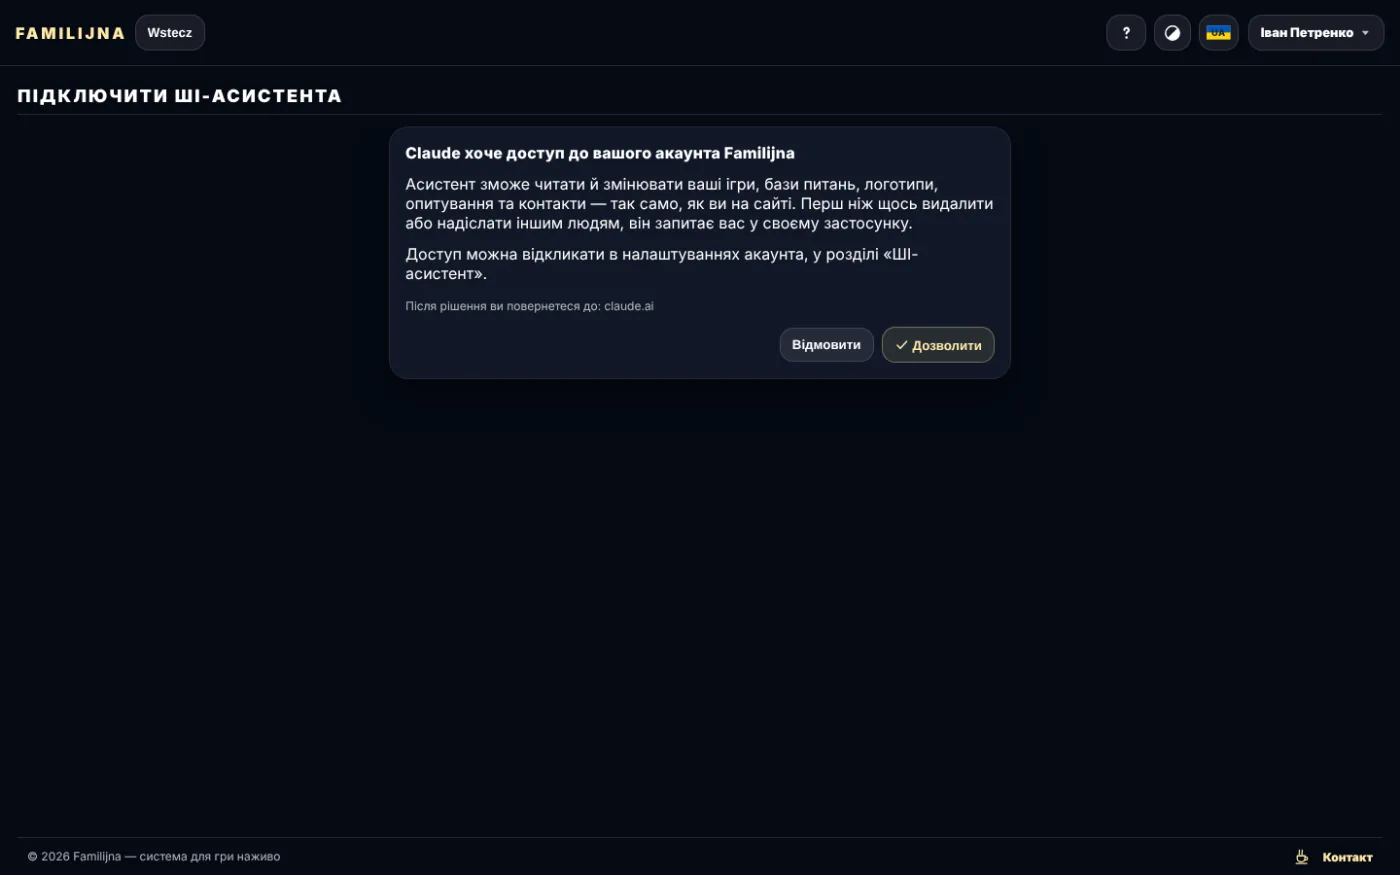 FAMILIJNA
Wstecz
?
UA
Іван Петренко
ПІДКЛЮЧИТИ ШІ-АСИСТЕНТА
Claude хоче доступ до вашого акаунта Familijna
Асистент зможе читати й змінювати ваші ігри, бази питань, логотипи,
опитування та контакти — так само, як ви на сайті. Перш ніж щось видалити
або надіслати іншим людям, він запитає вас у своєму застосунку.
Доступ можна відкликати в налаштуваннях акаунта, у розділі «ШІ-
асистент».
Після рішення ви повернетеся до: claude.ai
Відмовити
Дозволити
© 2026 Familijna — система для гри наживо
Контакт